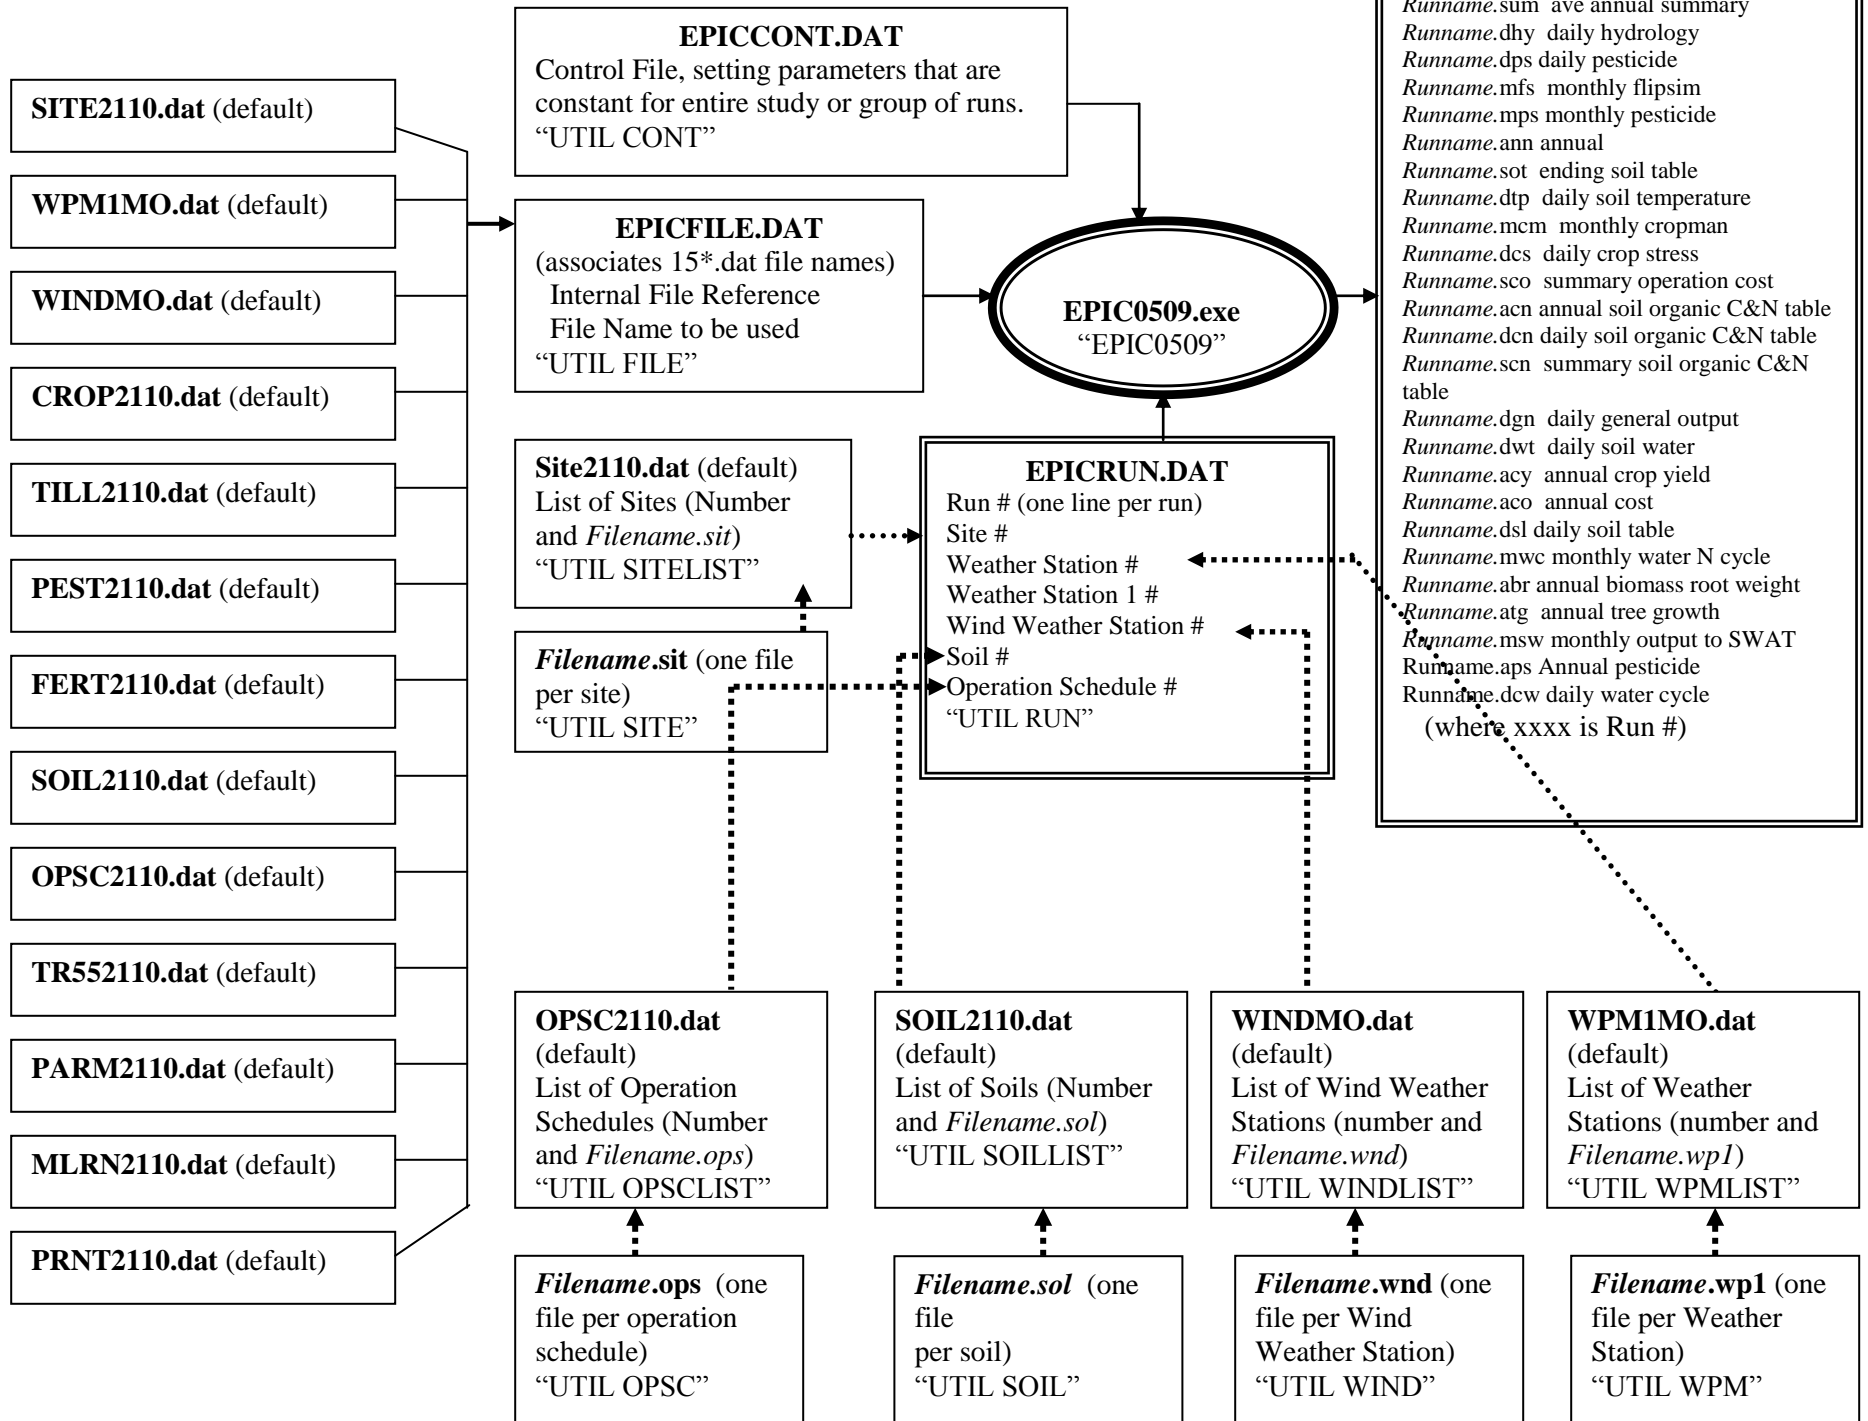 SITE2110.dat (default)
WPM1MO.dat (default)
WINDMO.dat (default)
CROP2110.dat (default)
TILL2110.dat (default)
PEST2110.dat (default)
FERT2110.dat (default)
SOIL2110.dat (default)
OPSC2110.dat (default)
TR552110.dat (default)
PARM2110.dat (default)
MLRN2110.dat (default)
PRNT2110.dat (default)
EPICCONT.DAT
Control File, setting parameters that are
constant for entire study or group of runs.
“UTIL CONT”
EPICFILE.DAT
(associates 15*.dat file names)
Internal File Reference
File Name to be used
“UTIL FILE”
EPIC0509.exe
“EPIC0509”
Site2110.dat (default)
List of Sites (Number
and Filename.sit)
“UTIL SITELIST”
Filename.sit (one file
per site)
“UTIL SITE”
EPICRUN.DAT
Run # (one line per run)
Site #
Weather Station #
Weather Station 1 #
Wind Weather Station #
Soil #
Operation Schedule #
“UTIL RUN”
Runname.sum ave annual summary
Runname.dhy daily hydrology
Runname.dps daily pesticide
Runname.mfs monthly flipsim
Runname.mps monthly pesticide
Runname.ann annual
Runname.sot ending soil table
Runname.dtp daily soil temperature
Runname.mcm monthly cropman
Runname.dcs daily crop stress
Runname.sco summary operation cost
Runname.acn annual soil organic C&N table
Runname.dcn daily soil organic C&N table
Runname.scn summary soil organic C&N
table
Runname.dgn daily general output
Runname.dwt daily soil water
Runname.acy annual crop yield
Runname.aco annual cost
Runname.dsl daily soil table
Runname.mwc monthly water N cycle
Runname.abr annual biomass root weight
Runname.atg annual tree growth
Runname.msw monthly output to SWAT
Runname.aps Annual pesticide
Runname.dcw daily water cycle
(where xxxx is Run #)
OPSC2110.dat
(default)
List of Operation
Schedules (Number
and Filename.ops)
“UTIL OPSCLIST”
SOIL2110.dat
(default)
List of Soils (Number
and Filename.sol)
“UTIL SOILLIST”
WINDMO.dat
(default)
List of Wind Weather
Stations (number and
Filename.wnd)
“UTIL WINDLIST”
WPM1MO.dat
(default)
List of Weather
Stations (number and
Filename.wp1)
“UTIL WPMLIST”
Filename.ops (one
file per operation
schedule)
“UTIL OPSC”
Filename.sol (one
file
per soil)
“UTIL SOIL”
Filename.wnd (one
file per Wind
Weather Station)
“UTIL WIND”
Filename.wp1 (one
file per Weather
Station)
“UTIL WPM”